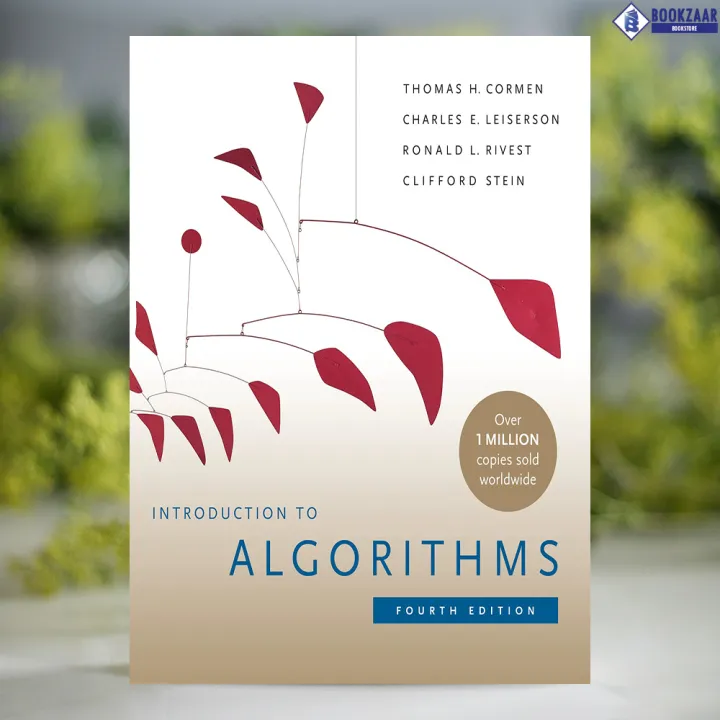 BOOKZAAR
BOOKSTORE
THOMAS H. CORMEN
CHARLES E. LEISERSON
RONALD L. RIVEST
CLIFFORD STEIN
Over
1 MILLION
copies sold
worldwide
INTRODUCTION TO
ALGORITHMS
FOURTH EDITION